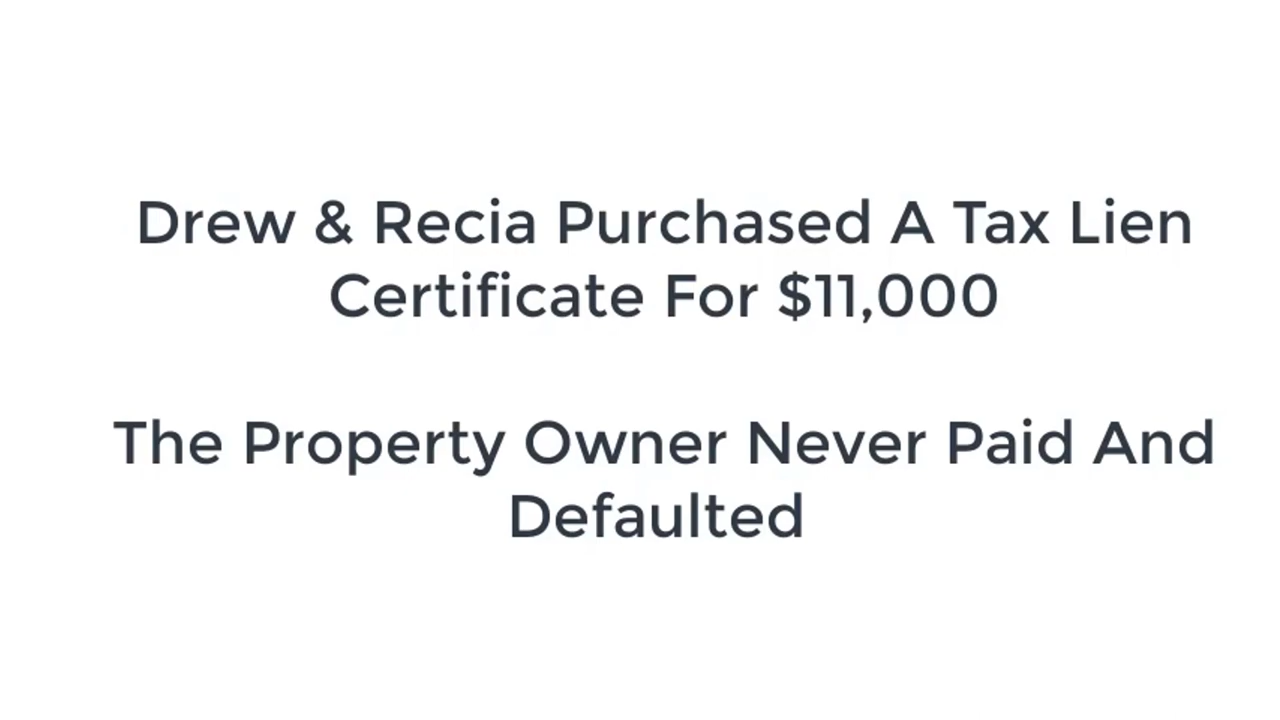 Drew & Recia Purchased A Tax Lien
Certificate For $11,000
The Property Owner Never Paid And
Defaulted